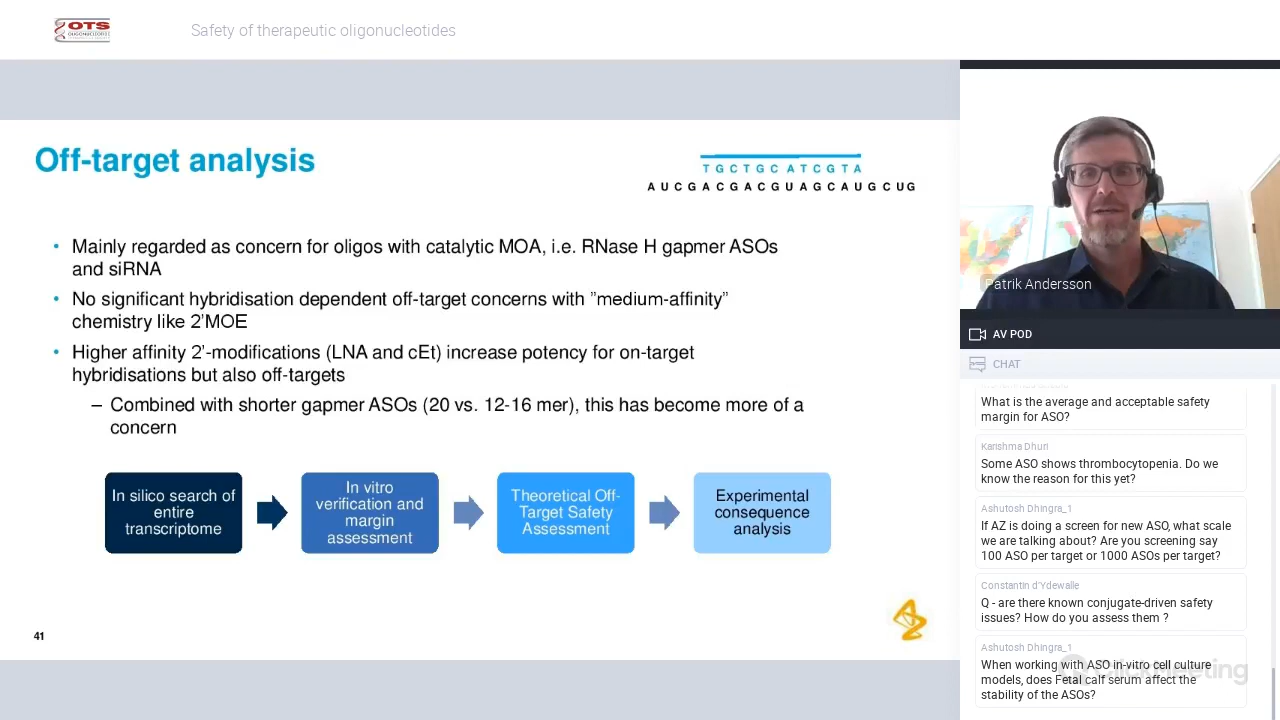 OTS
OLIGONUCLEOTIDE
Safety of therapeutic oligonucleotides
Off-target analysis
TGCTGCATCGTA
AUCGACGACGUAGCAUGCUG
• Mainly regarded as concern for oligos with catalytic MOA, i.e. RNase H gapmer ASOs
and siRNA
• No significant hybridisation dependent off-target concerns with ”medium-affinity”
chemistry like 2’MOE
• Higher affinity 2’-modifications (LNA and cEt) increase potency for on-target
hybridisations but also off-targets
– Combined with shorter gapmer ASOs (20 vs. 12-16 mer), this has become more of a
concern
In silico search of
entire
transcriptome
In vitro
verification and
margin
assessment
Theoretical Off-
Target Safety
Assessment
Experimental
consequence
analysis
41
Patrik Andersson
AV POD
CHAT
What is the average and acceptable safety
margin for ASO?
Karishma Dhuri
Some ASO shows thrombocytopenia. Do we
know the reason for this yet?
Ashutosh Dhingra_1
If AZ is doing a screen for new ASO, what scale
we are talking about? Are you screening say
100 ASO per target or 1000 ASOs per target?
Constantin d'Ydewalle
Q - are there known conjugate-driven safety
issues? How do you assess them ?
Ashutosh Dhingra_1
When working with ASO in-vitro cell culture
models, does Fetal calf serum affect the
stability of the ASOs?
ClickMeeting